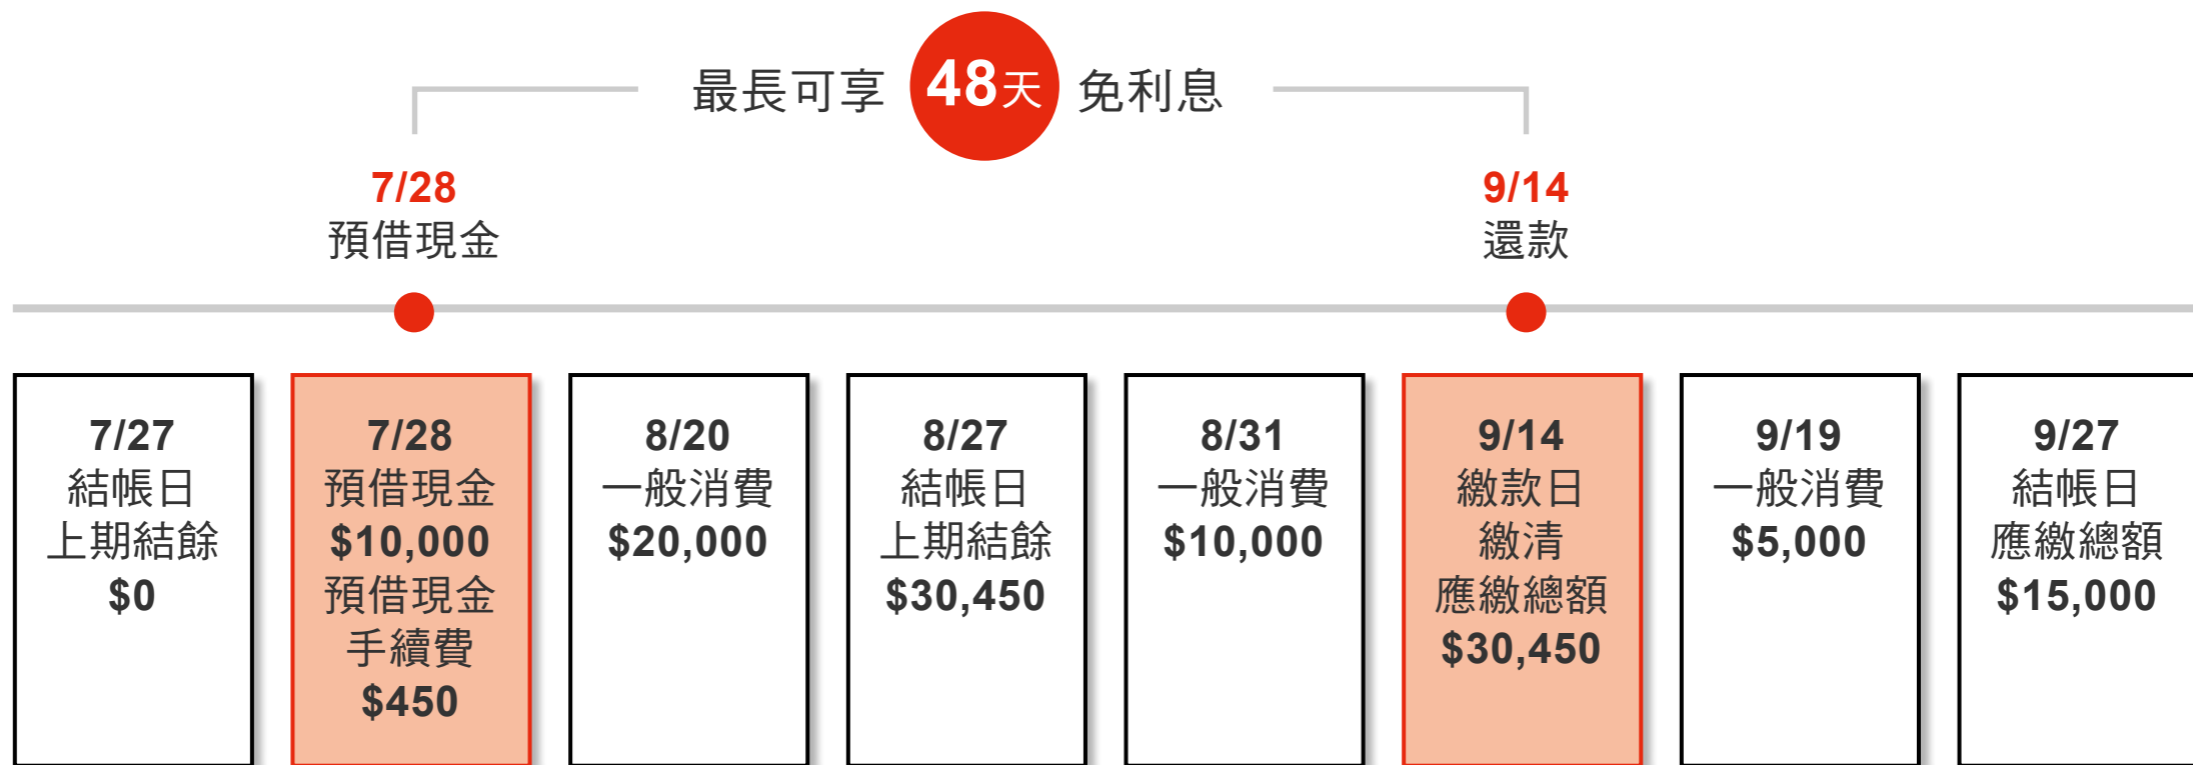 最長可享 48天 免利息
7/28
預借現金
9/14
還款
7/27
結帳日
上期結餘
$0
7/28
預借現金
$10,000
預借現金
手續費
$450
8/20
一般消費
$20,000
8/27
結帳日
上期結餘
$30,450
8/31
一般消費
$10,000
9/14
繳款日
繳清
應繳總額
$30,450
9/19
一般消費
$5,000
9/27
結帳日
應繳總額
$15,000